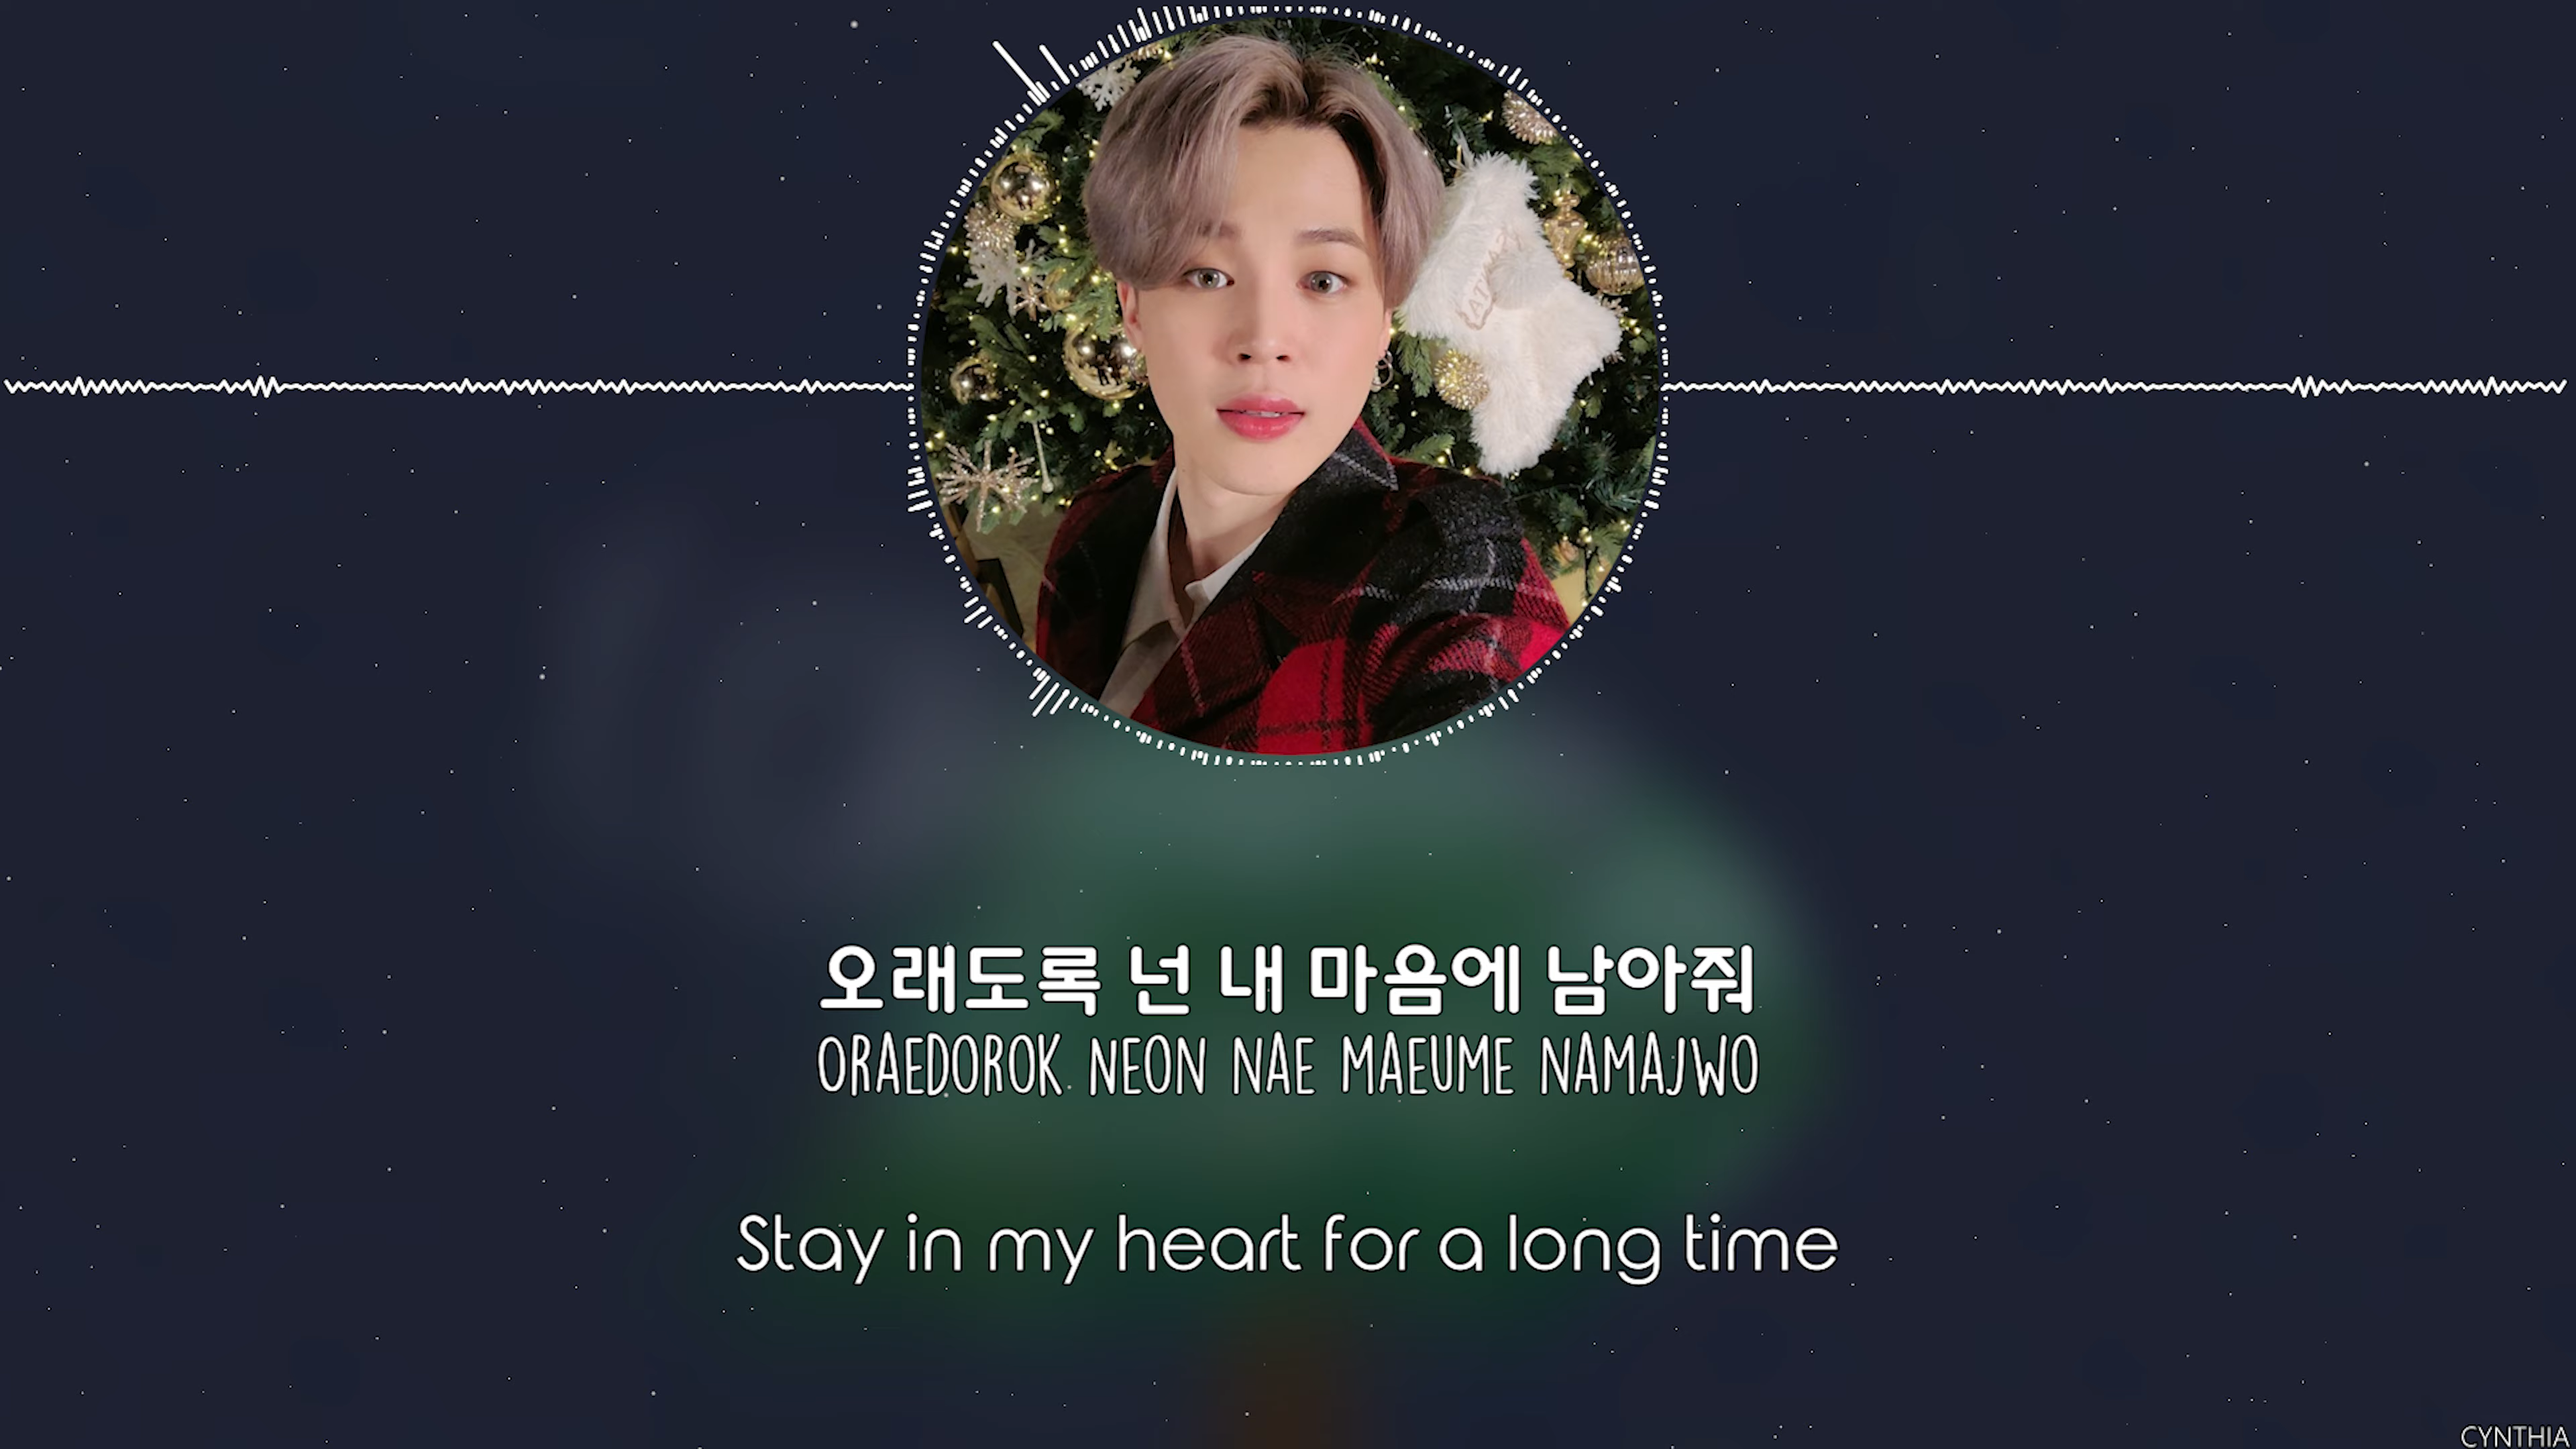 오래도록 넌 내 마음에 남아줘
ORAEDOROK NEON NAE MAEUME NAMAJWO
Stay in my heart for a long time
CYNTHIA